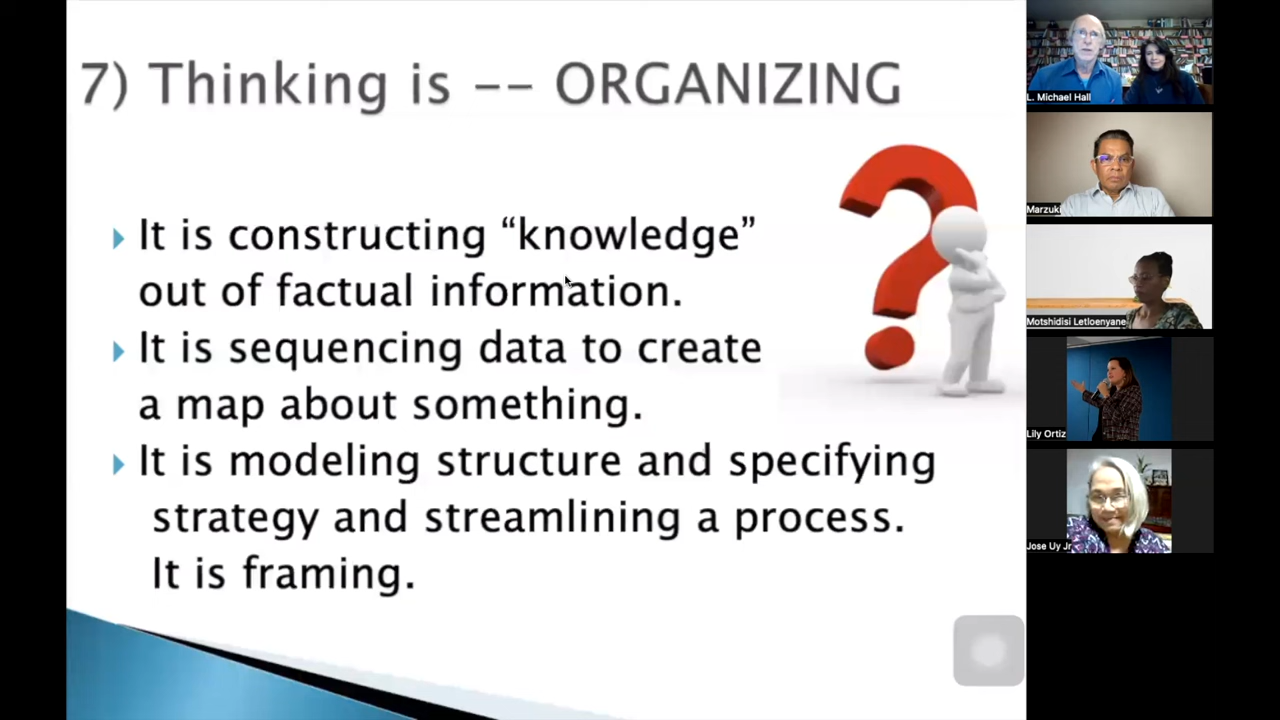 7) Thinking is -- ORGANIZING
It is constructing “knowledge”
out of factual information.
It is sequencing data to create
a map about something.
It is modeling structure and specifying
strategy and streamlining a process.
It is framing.
L. Michael Hall
Marzuki
Motshidisi Letloenyane
Lily Ortiz
Jose Uy Jr